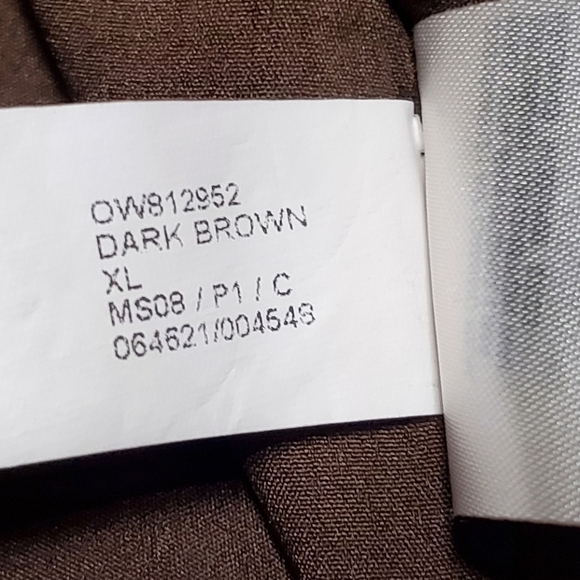 OW812952
DARK BROWN
XL
MS08 / P1 / C
064621/004548